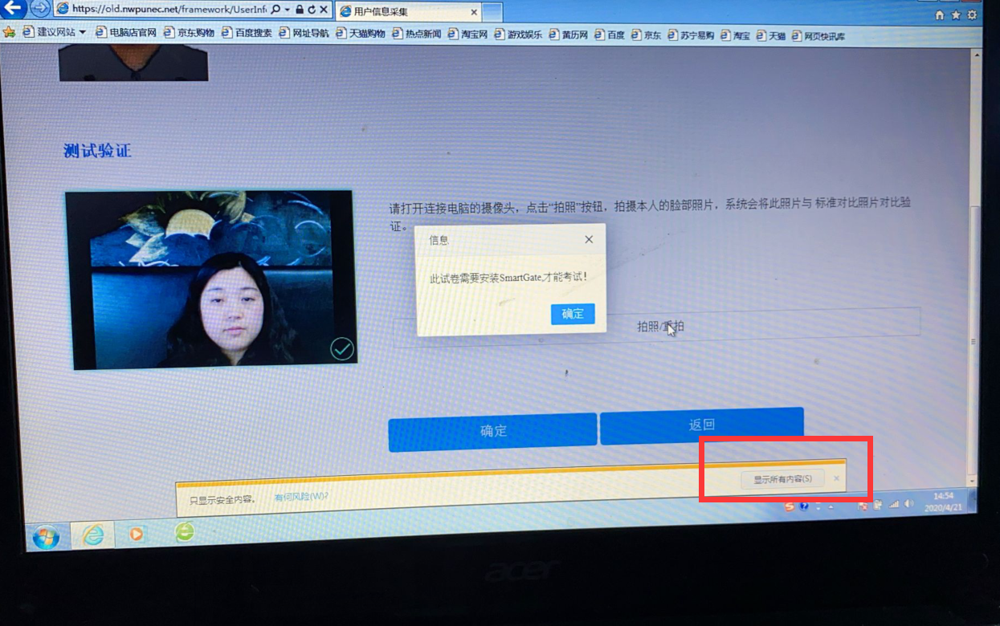 https://old.nwpunec.net/framework/UserInf
用户信息采集
建议网站 电脑店官网 京东购物 百度搜索 网址导航 天猫购物 热点新闻 淘宝网 游戏娱乐 黄历网 百度 京东 苏宁易购 淘宝 天猫 网页快讯库
测试验证
请打开连接电脑的摄像头，点击“拍照”按钮，拍摄本人的脸部照片，系统会将此照片与 标准对比照片对比验
证。
信息
此试卷需要安装SmartGate,才能考试！
确定
拍照/重拍
确定
返回
只显示安全内容。 有何风险(W)?
显示所有内容(S)
14:54
2020/4/21
acer